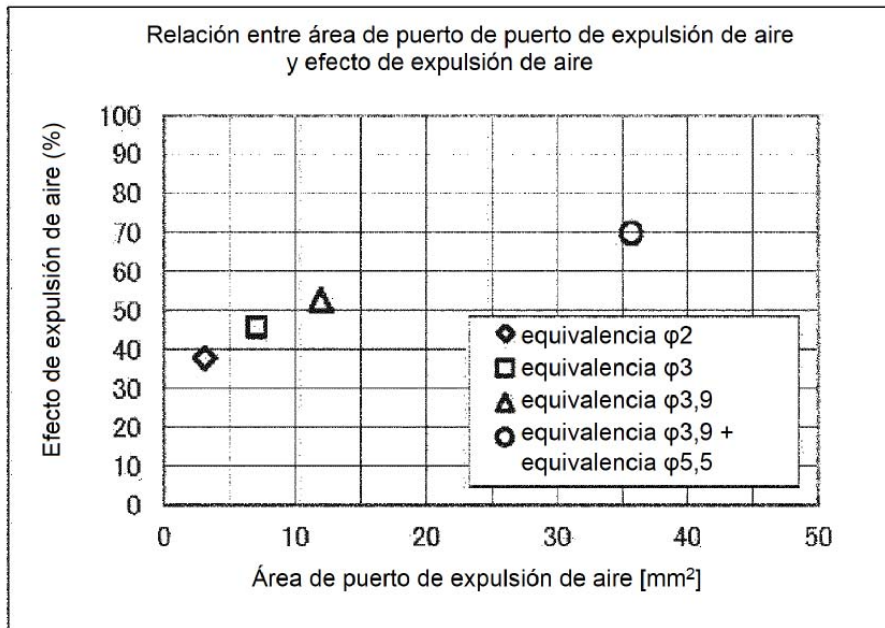 Relación entre área de puerto de puerto de expulsión de aire
y efecto de expulsión de aire
Efecto de expulsión de aire (%)
100
90
80
70
60
50
40
30
20
10
0
0 10 20 30 40 50
Área de puerto de expulsión de aire [mm²]
equivalencia φ2
equivalencia φ3
equivalencia φ3,9
equivalencia φ3,9 +
equivalencia φ5,5